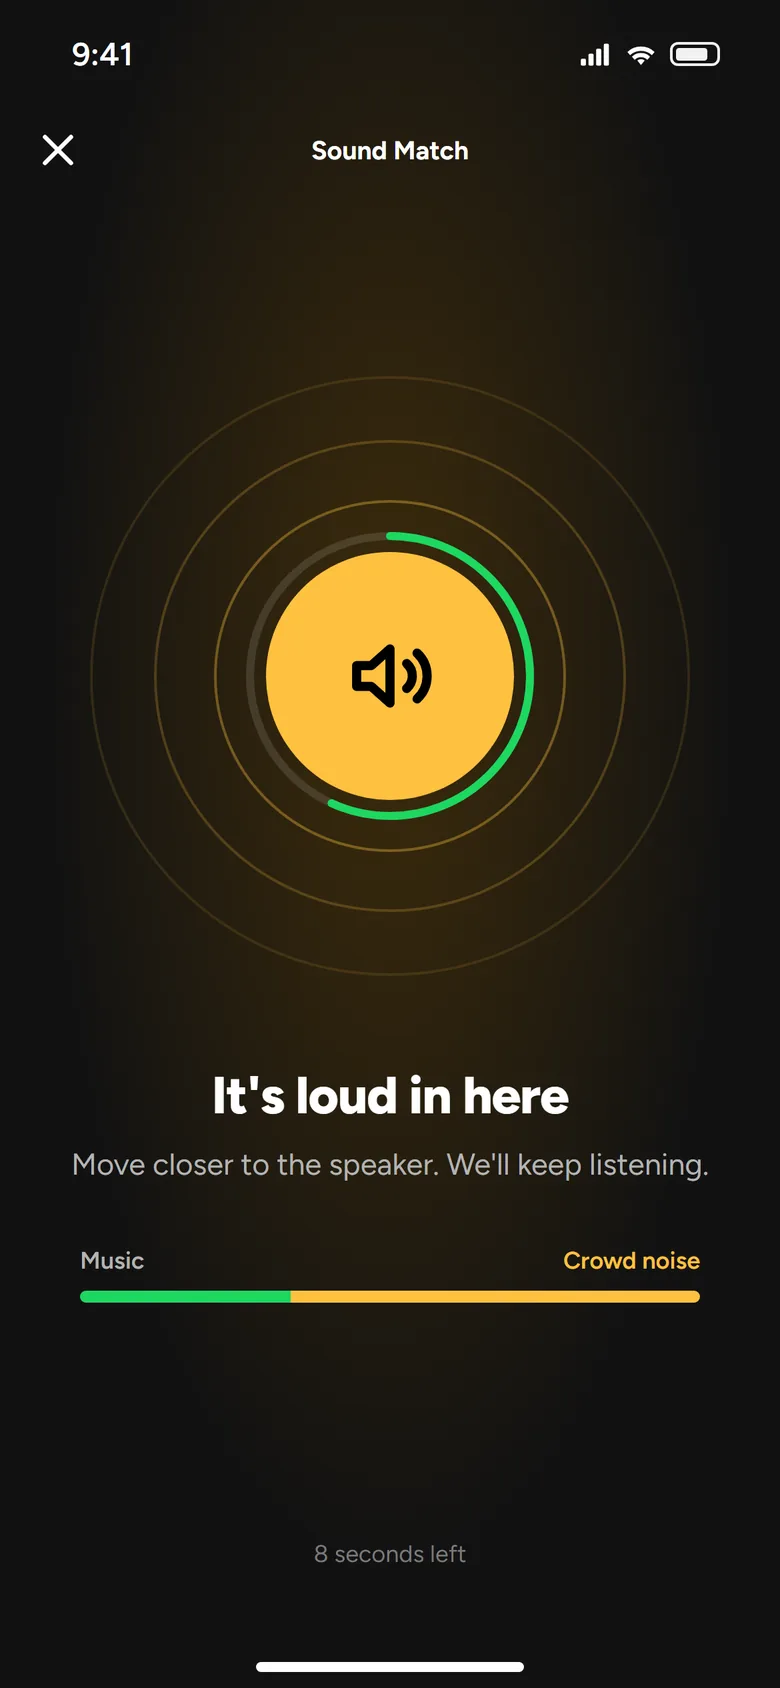 9:41
Sound Match
It's loud in here
Move closer to the speaker. We'll keep listening.
Music
Crowd noise
8 seconds left